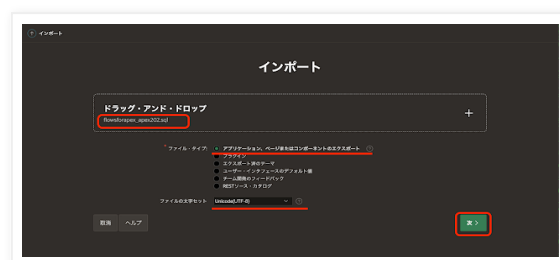 インポート
インポート
ドラッグ・アンド・ドロップ
flowsforapex_apex202.sql
* ファイル・タイプ: アプリケーション、ページまたはコンポーネントのエクスポート
プラグイン
エクスポート済のテーマ
ユーザー・インタフェースのデフォルト値
チーム開発のフィードバック
RESTソース・カタログ
ファイルの文字セット Unicode(UTF-8)
取消 ヘルプ 次 >